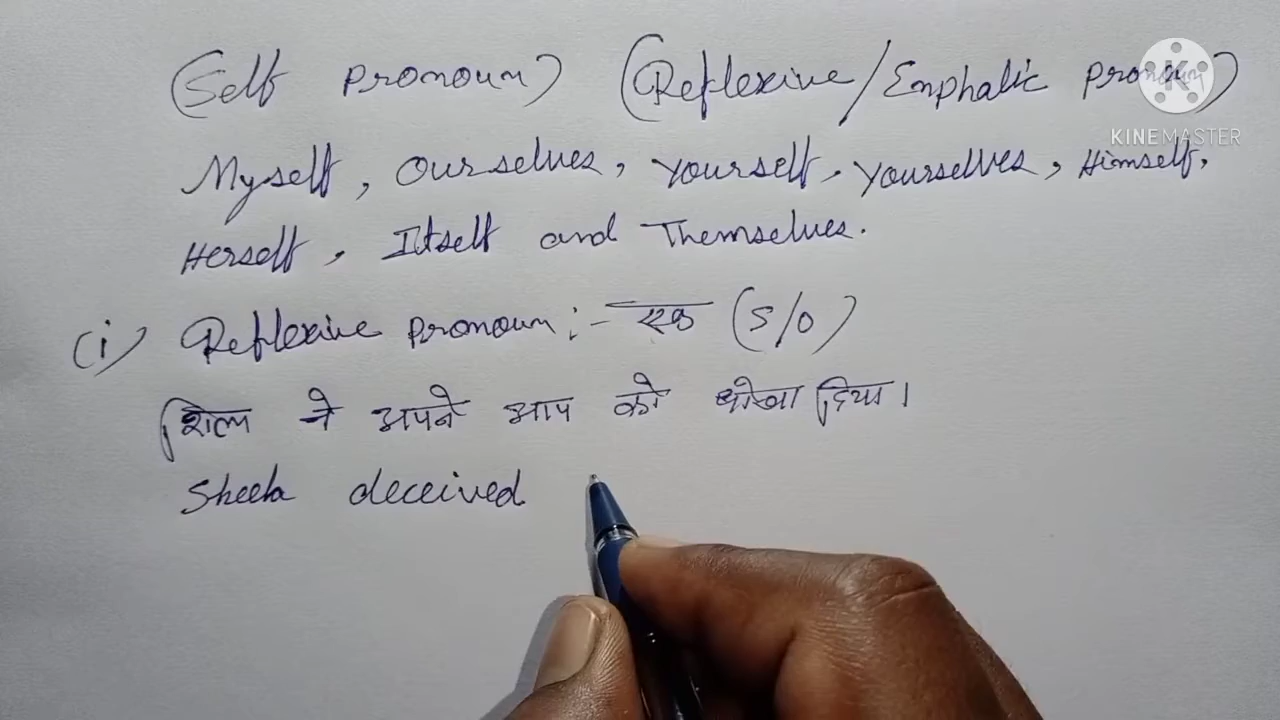 (Self Pronoun) (Reflexive/Emphatic Pronoun)
KINEMASTER
Myself, Ourselves, Yourself, Yourselves, Himself,
Herself, Itself and Themselves.
(i) Reflexive Pronoun :- एक (S/O)
ने अपने आप को धोखा दिया।
Sheela deceived